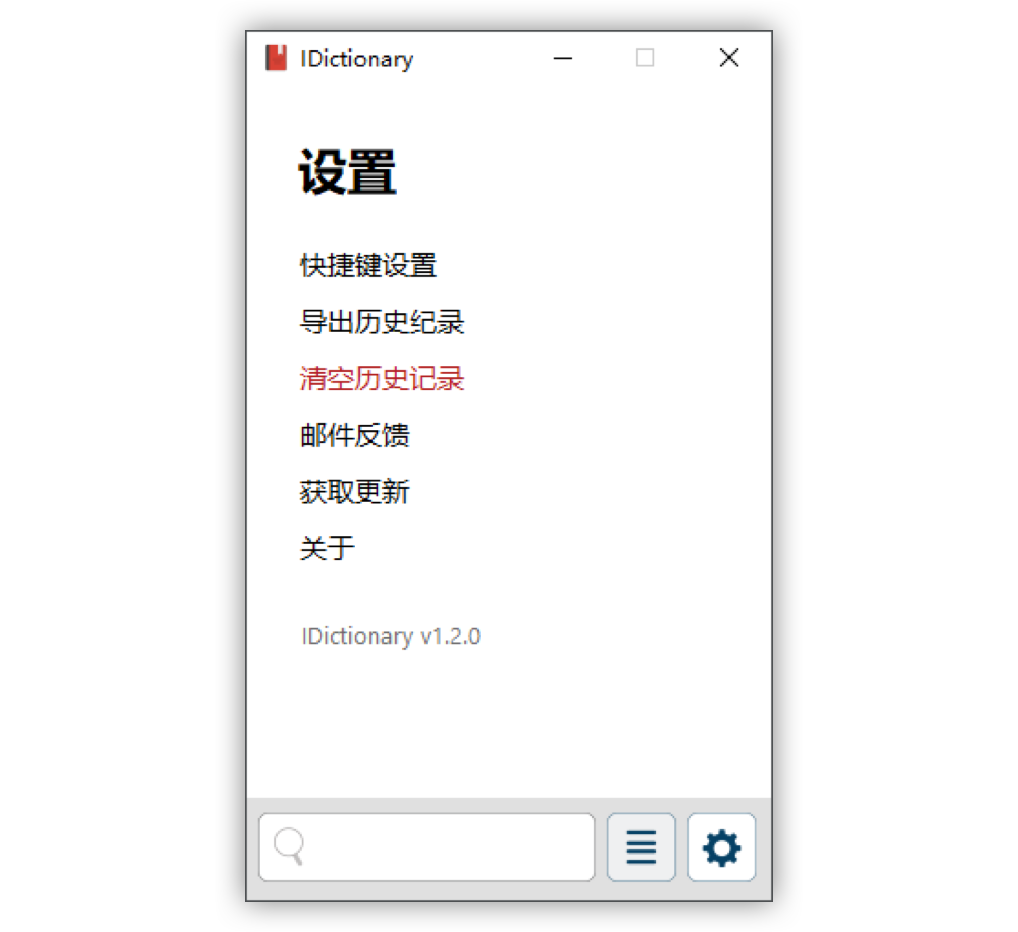 IDictionary
设置
快捷键设置
导出历史纪录
清空历史记录
邮件反馈
获取更新
关于
IDictionary v1.2.0